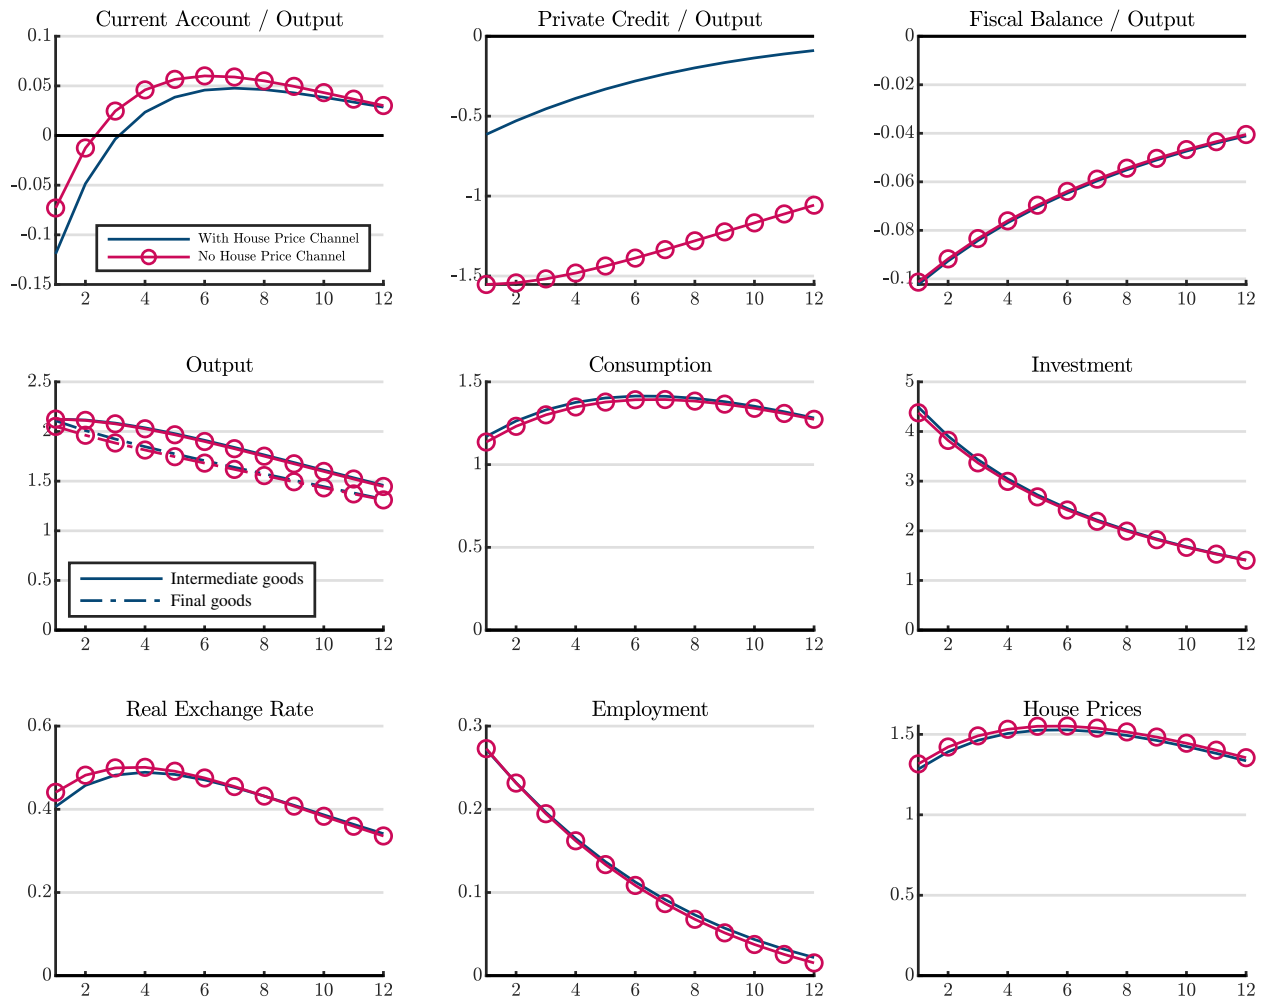 Current Account / Output
0.1
0.05
0
-0.05
-0.1
-0.15
With House Price Channel
No House Price Channel
2 4 6 8 10 12
Private Credit / Output
0
-0.5
-1
-1.5
2 4 6 8 10 12
Fiscal Balance / Output
0
-0.02
-0.04
-0.06
-0.08
-0.1
2 4 6 8 10 12
Output
2.5
2
1.5
1
0.5
0
Intermediate goods
Final goods
2 4 6 8 10 12
Consumption
1.5
1
0.5
0
2 4 6 8 10 12
Investment
5
4
3
2
1
0
2 4 6 8 10 12
Real Exchange Rate
0.6
0.4
0.2
0
2 4 6 8 10 12
Employment
0.3
0.2
0.1
0
2 4 6 8 10 12
House Prices
1.5
1
0.5
0
2 4 6 8 10 12